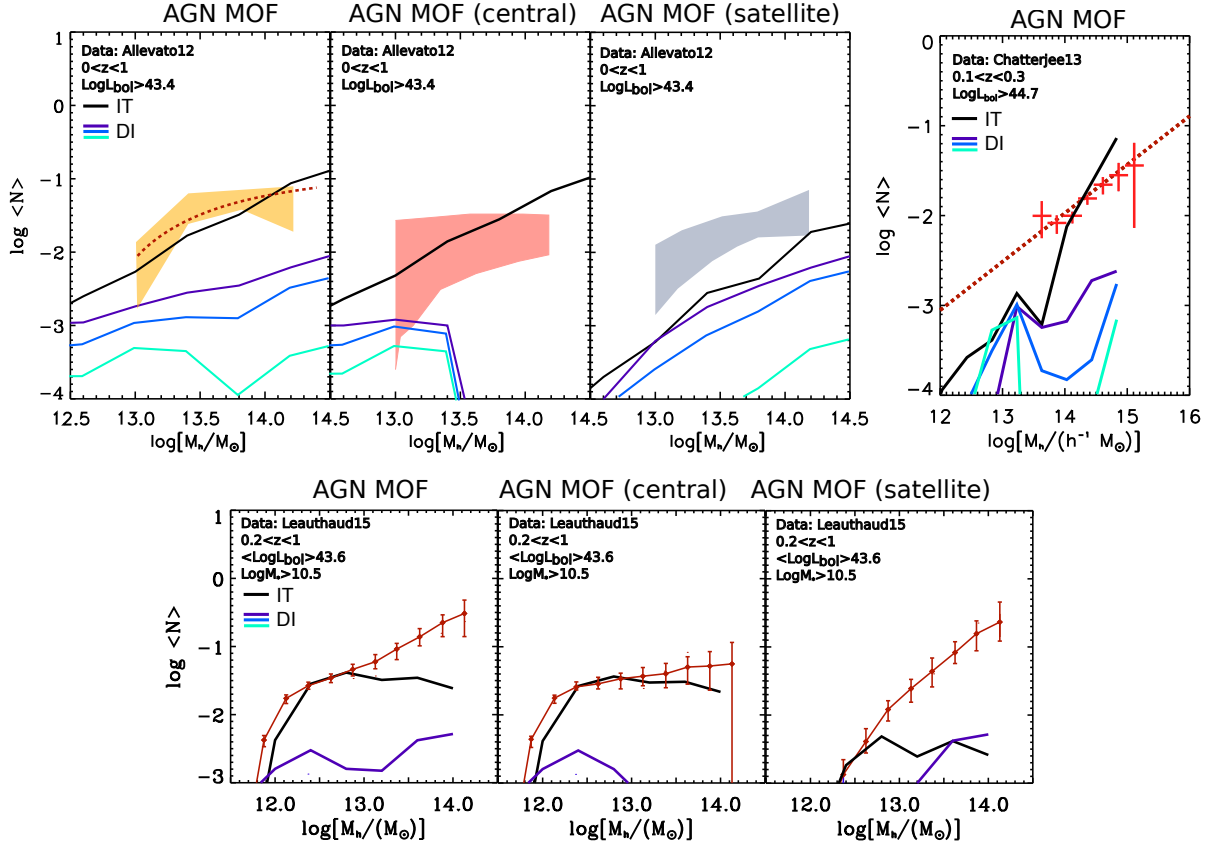 AGN MOF
AGN MOF (central)
AGN MOF (satellite)
AGN MOF
Data: Allevato12
0<z<1
LogL_bol>43.4
IT
DI
Data: Allevato12
0<z<1
LogL_bol>43.4
Data: Allevato12
0<z<1
LogL_bol>43.4
Data: Chatterjee13
0.1<z<0.3
LogL_bol>44.7
IT
DI
log <N>
1
0
−1
−2
−3
−4
12.5 13.0 13.5 14.0 12.5 13.0 13.5 14.0 14.5 12.5 13.0 13.5 14.0 14.5
log[M_h/M_⊙]
log[M_h/M_⊙]
log[M_h/M_⊙]
log <N>
0
−1
−2
−3
−4
12 13 14 15 16
log[M_h/(h⁻¹ M_⊙)]
AGN MOF
AGN MOF (central)
AGN MOF (satellite)
Data: Leauthaud15
0.2<z<1
<LogL_bol>43.6
LogM_*>10.5
IT
DI
Data: Leauthaud15
0.2<z<1
<LogL_bol>43.6
LogM_*>10.5
Data: Leauthaud15
0.2<z<1
<LogL_bol>43.6
LogM_*>10.5
log <N>
1
0
−1
−2
−3
12.0 13.0 14.0 12.0 13.0 14.0 12.0 13.0 14.0
log[M_h/(M_⊙)]
log[M_h/(M_⊙)]
log[M_h/(M_⊙)]